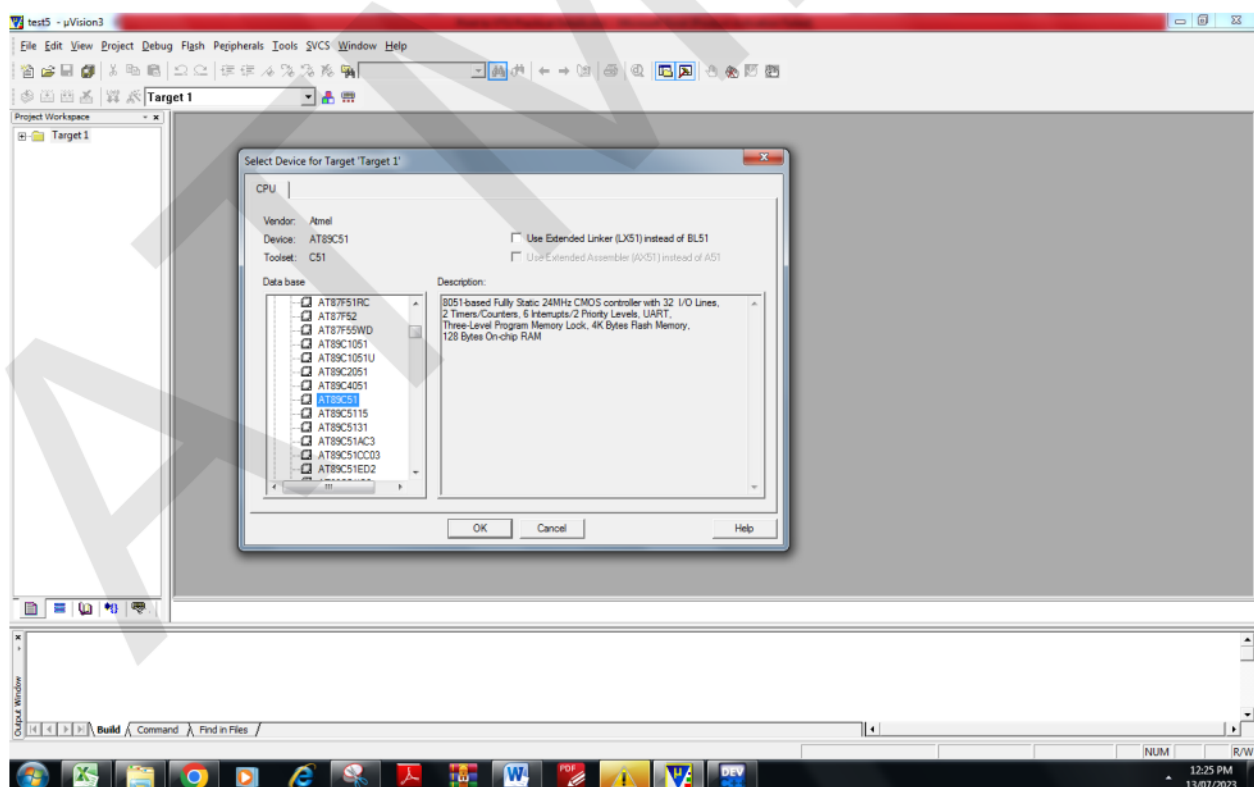 test5 - µVision3
File Edit View Project Debug Flash Peripherals Tools SVCS Window Help
Target 1
Project Workspace
Target 1
Select Device for Target 'Target 1'
CPU
Vendor: Atmel
Device: AT89C51
Use Extended Linker (LX51) instead of BL51
Toolset: C51
Use Extended Assembler (AX51) instead of A51
Data base
Description:
AT87F51RC
AT87F52
AT87F55WD
AT89C1051
AT89C1051U
AT89C2051
AT89C4051
AT89C51
AT89C5115
AT89C5131
AT89C51AC3
AT89C51CC03
AT89C51ED2
8051-based Fully Static 24MHz CMOS controller with 32 I/O Lines,
2 Timers/Counters, 6 Interrupts/2 Priority Levels, UART,
Three-Level Program Memory Lock, 4K Bytes Flash Memory,
128 Bytes On-chip RAM
OK Cancel Help
Output Window
Build Command Find in Files
NUM R/W
PDF
DEV
12:25 PM
13/07/2023